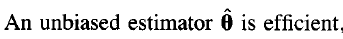 An unbiased estimator θ̂ is efficient,